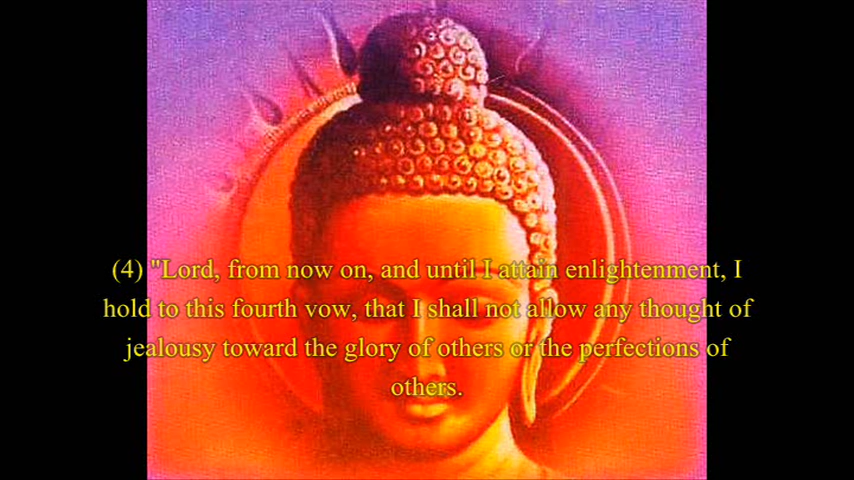 (4) "Lord, from now on, and until I attain enlightenment, I
hold to this fourth vow, that I shall not allow any thought of
jealousy toward the glory of others or the perfections of
others.